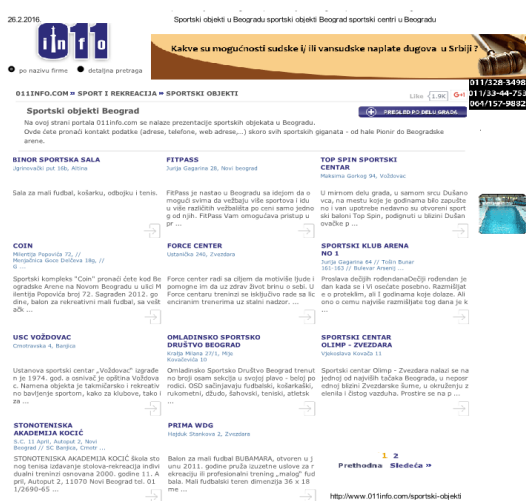 26.2.2016.
Sportski objekti u Beogradu sportski objekti Beograd sportski centri u Beogradu
info 011
Kakve su mogućnosti sudske i/ ili vansudske naplate dugova u Srbiji ?
po nazivu firme
detaljna pretraga
011/328-3498
011/33-44-753
064/157-9882
011INFO.COM » SPORT I REKREACIJA » SPORTSKI OBJEKTI
Like 1.9K G+1
Sportski objekti Beograd
PREGLED PO DELU GRADA
Na ovoj strani portala 011info.com se nalaze prezentacije sportskih objekata u Beogradu.
Ovde ćete pronaći kontakt podatke (adrese, telefone, web adrese,..) skoro svih sportskih giganata - od hale Pionir do Beogradske
arene.
BINOR SPORTSKA SALA
Jgrinovački put 16b, Altina
Sala za mali fudbal, košarku, odbojku i tenis.
FITPASS
Jurija Gagarina 28, Novi beograd
FitPass je nastao u Beogradu sa idejom da o
mogući svima da vežbaju više sportova i idu
u više različitih vežbališta po ceni samo jedno
g od njih. FitPass Vam omogućava pristup u
pr ...
TOP SPIN SPORTSKI
CENTAR
Maksima Gorkog 94, Voždovac
U mirnom delu grada, u samom srcu Dušano
vca, na mestu koje je godinama bilo zapušte
no i van upotrebe nedavno su otvoreni sport
ski baloni Top Spin, podignuti u blizini Dušan
ovačke p ...
COIN
Milentija Popovića 72, //
Menjačnica Goce Delčeva 18g, //
G ...
Sportski kompleks "Coin" pronaći ćete kod Be
ogradske Arene na Novom Beogradu u ulici M
ilentija Popovića broj 72. Sagrađen 2012. go
dine, balon za rekreativni mali fudbal, sa vešt
ačk ...
FORCE CENTER
Ustanička 240, Zvezdara
Force center radi sa ciljem da motiviše ljude i
pomogne im da uz zdrav život brinu o sebi. U
Force centaru treninzi se isključivo rade sa lic
enciranim trenerima uz stalni nadzor. ...
SPORTSKI KLUB ARENA
NO 1
Jurija Gagarina 64 // Tošin Bunar
161-163 // Bulevar Arsenij ...
Proslava dečijih rođendanaDečiji rođendan je
dan kada se i Vi osećate posebno. Razmišljat
e o proteklim, ali I godinama koje dolaze. Ali
ono o čemu najviše razmišljate tog dana je k
...
USC VOŽDOVAC
Crnotravska 4, Banjica
Ustanova sportski centar „Voždovac" izgrađe
n je 1974. god. a osnivač je opština Voždova
c. Namena objekta je takmičarsko i rekreativ
no bavljenje sportom, kako za klubove, tako i
za ...
OMLADINSKO SPORTSKO
DRUŠTVO BEOGRAD
Kralja Milana 27/1, Mije
Kovačevića 10
Omladinsko Sportsko Društvo Beograd trenut
no broji osam sekcija u svojoj plavo - beloj po
rodici. OSD sačinjavaju fudbalski, košarkaški,
rukometni, džudo, šahovski, teniski, atletsk
...
SPORTSKI CENTAR
OLIMP - ZVEZDARA
Vjekoslava Kovača 11
Sportski centar Olimp - Zvezdara nalazi se na
jednoj od najviših tačaka Beograda, u neposr
ednoj blizini Zvezdarske šume, u okruženju z
elenila i čistog vazduha. Prostire se na p ...
STONOTENISKA
AKADEMIJA KOCIĆ
S.C. 11 April, Autoput 2, Novi
Beograd // SC Banjica, Crnotr ...
STONOTENISKA AKADEMIJA KOCIĆ škola sto
nog tenisa izdavanje stolova-rekreacija indivi
dualni treninzi osnovana 2000. godine 11. A
pril, Autoput 2, 11070 Novi Beograd tel. 01
1/2690-65 ...
PRIMA WDG
Hajduk Stankova 2, Zvezdara
Balon za mali fudbal BUBAMARA, otvoren u j
unu 2011. godine pruža izuzetne uslove za r
ekreaciju ili profesionalni trening „malog" fud
bala. Mali fudbalski teren dimenzija 36 x 18
me ...
1 2
Prethodna Sledeća »
http://www.011info.com/sportski-objekti